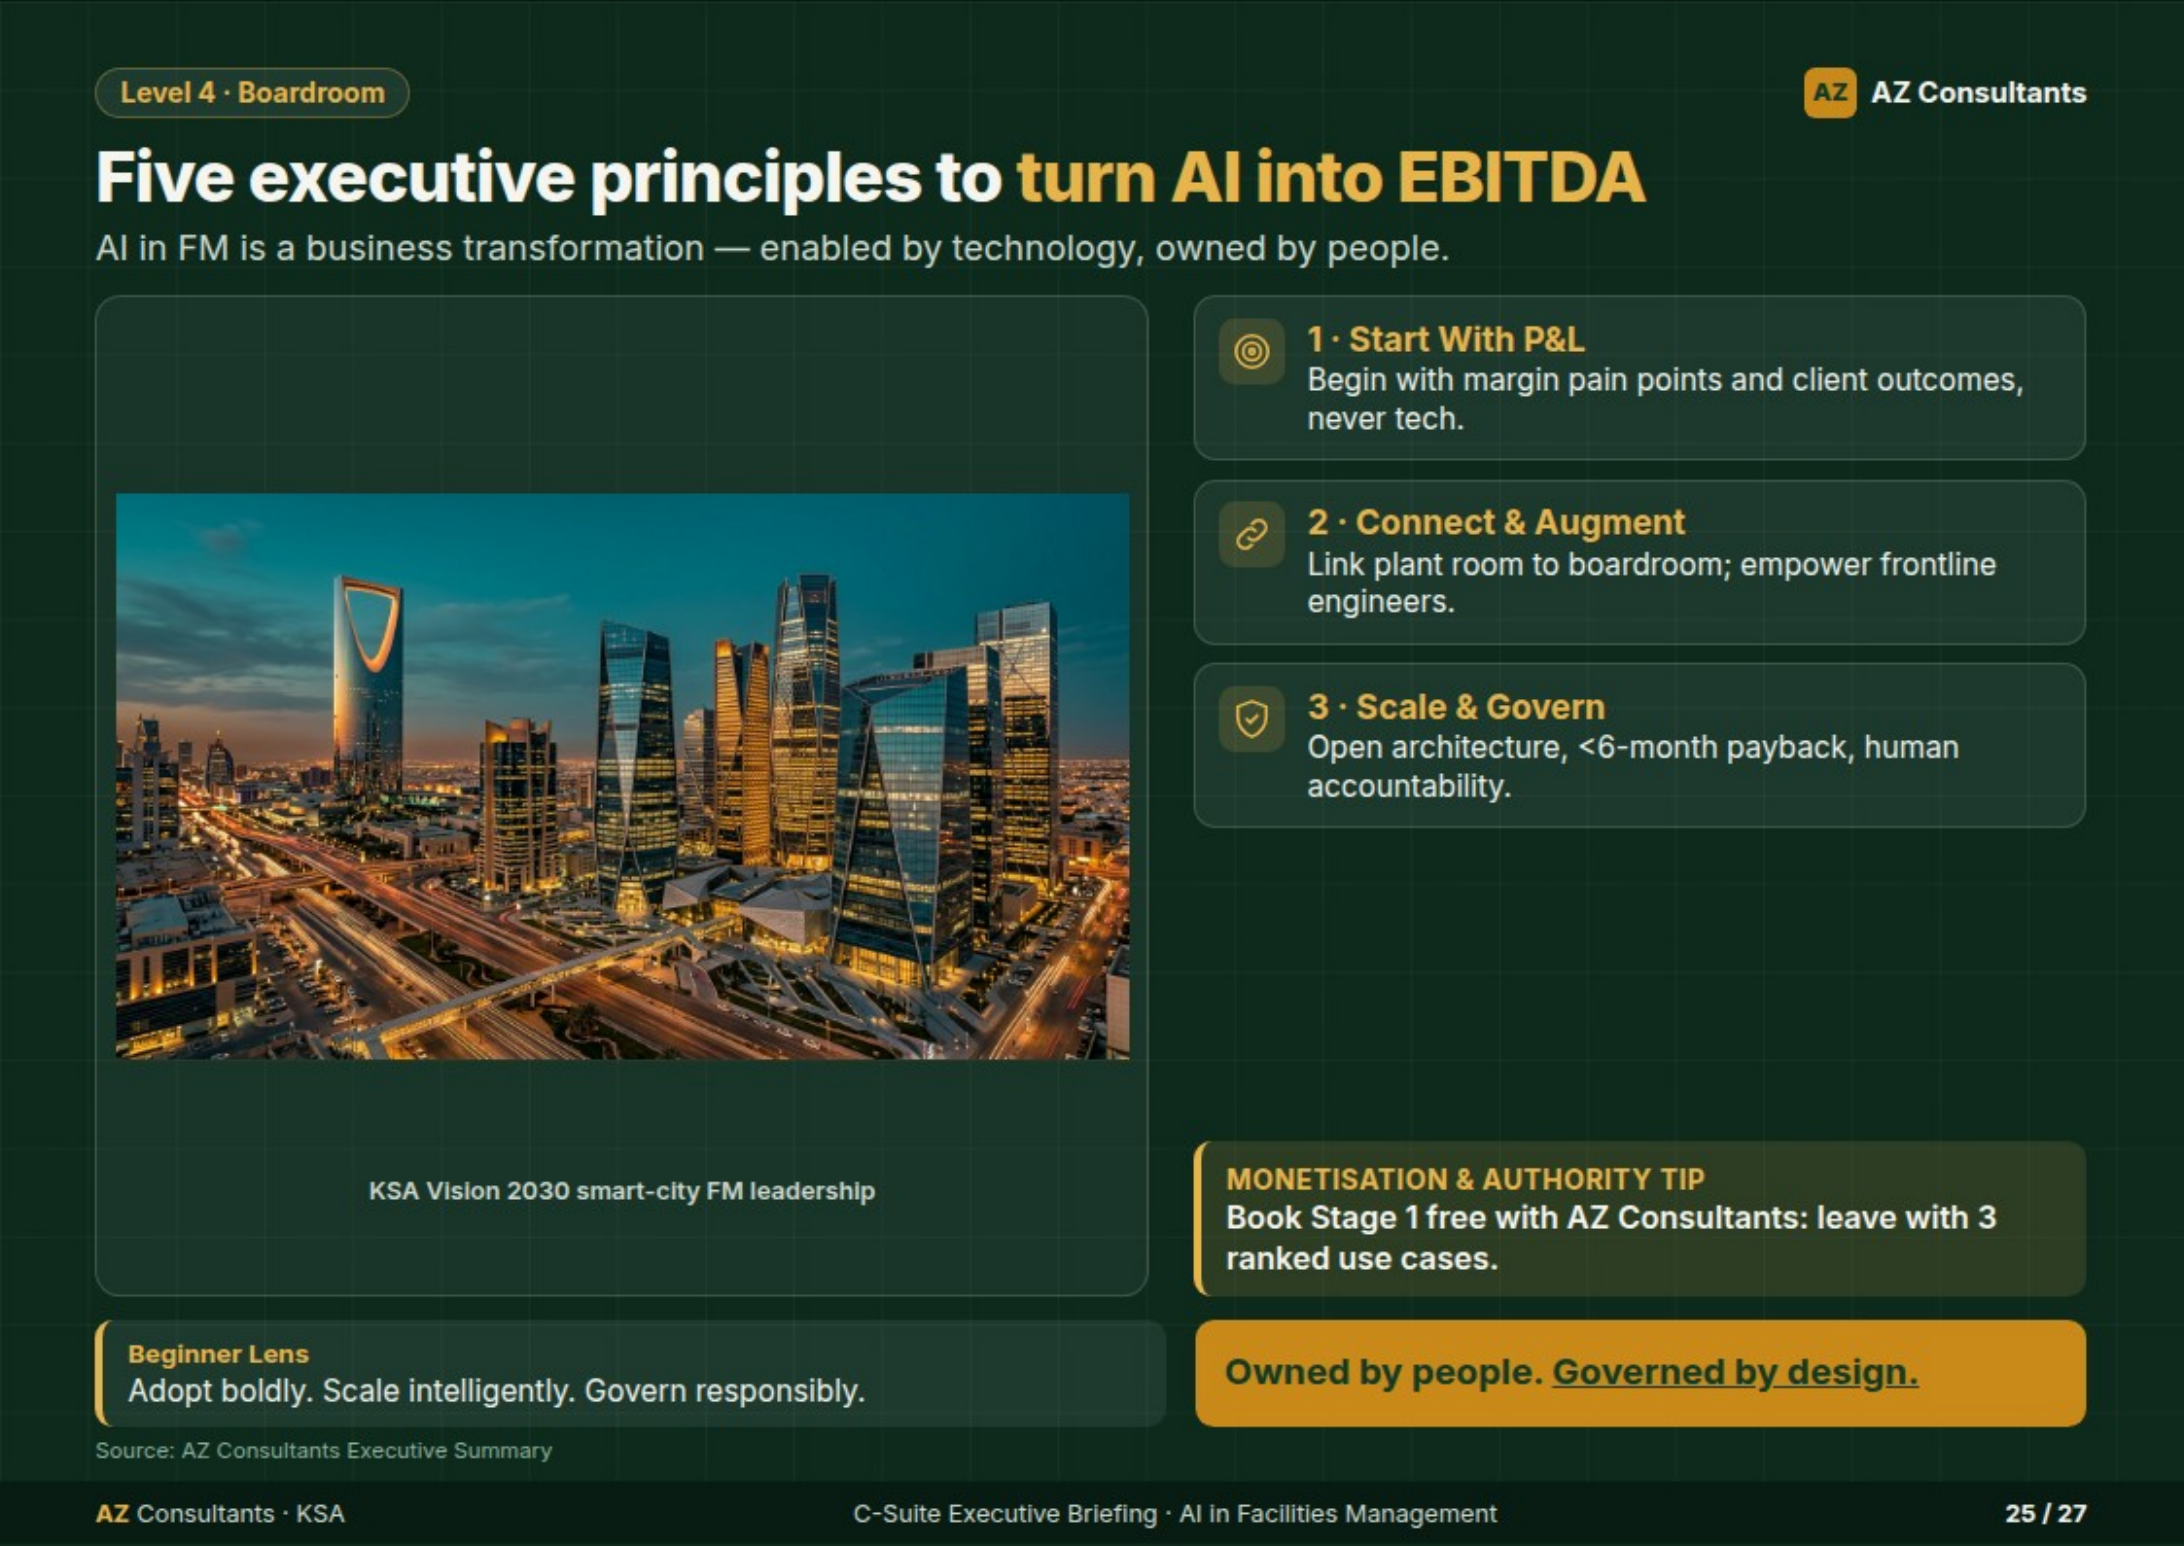 Level 4 · Boardroom
AZ AZ Consultants
Five executive principles to turn AI into EBITDA
AI in FM is a business transformation — enabled by technology, owned by people.
KSA Vision 2030 smart-city FM leadership
1 · Start With P&L
Begin with margin pain points and client outcomes,
never tech.
2 · Connect & Augment
Link plant room to boardroom; empower frontline
engineers.
3 · Scale & Govern
Open architecture, <6-month payback, human
accountability.
MONETISATION & AUTHORITY TIP
Book Stage 1 free with AZ Consultants: leave with 3
ranked use cases.
Beginner Lens
Adopt boldly. Scale intelligently. Govern responsibly.
Owned by people. Governed by design.
Source: AZ Consultants Executive Summary
AZ Consultants · KSA
C-Suite Executive Briefing · AI in Facilities Management
25 / 27